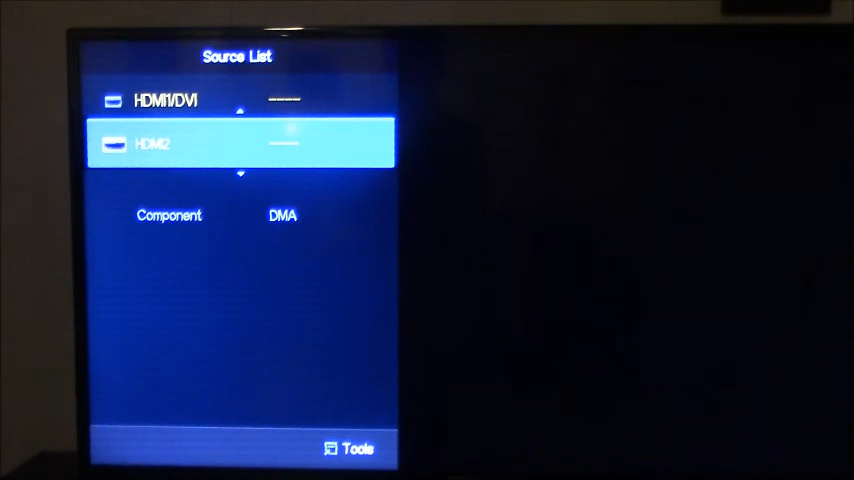 Source List
HDMI1/DVI ----
HDMI2 ----
Component DMA
Tools